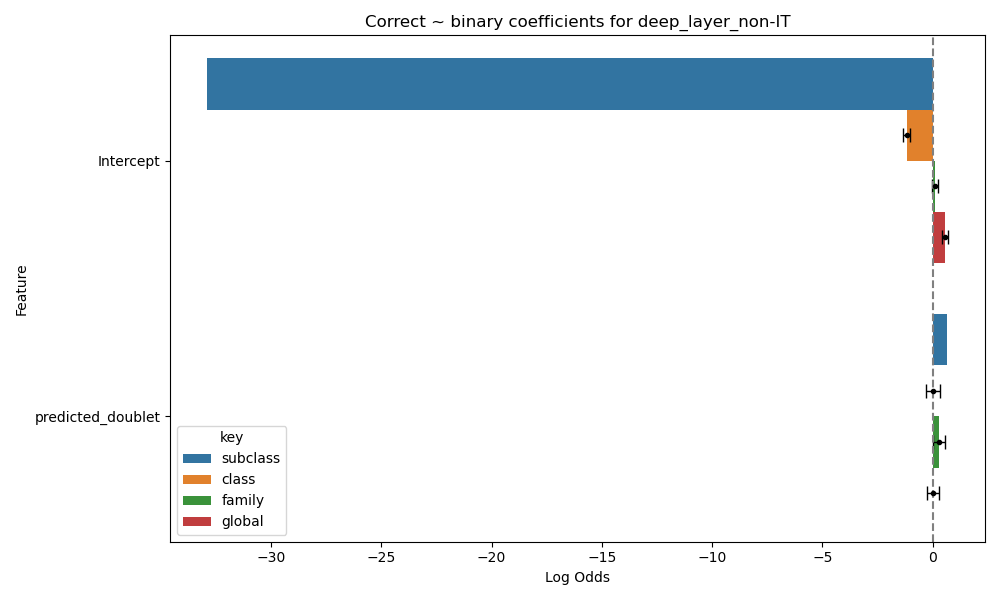 Correct ~ binary coefficients for deep_layer_non-IT
Feature
Intercept
predicted_doublet
key
subclass
class
family
global
−30
−25
−20
−15
−10
−5
0
Log Odds